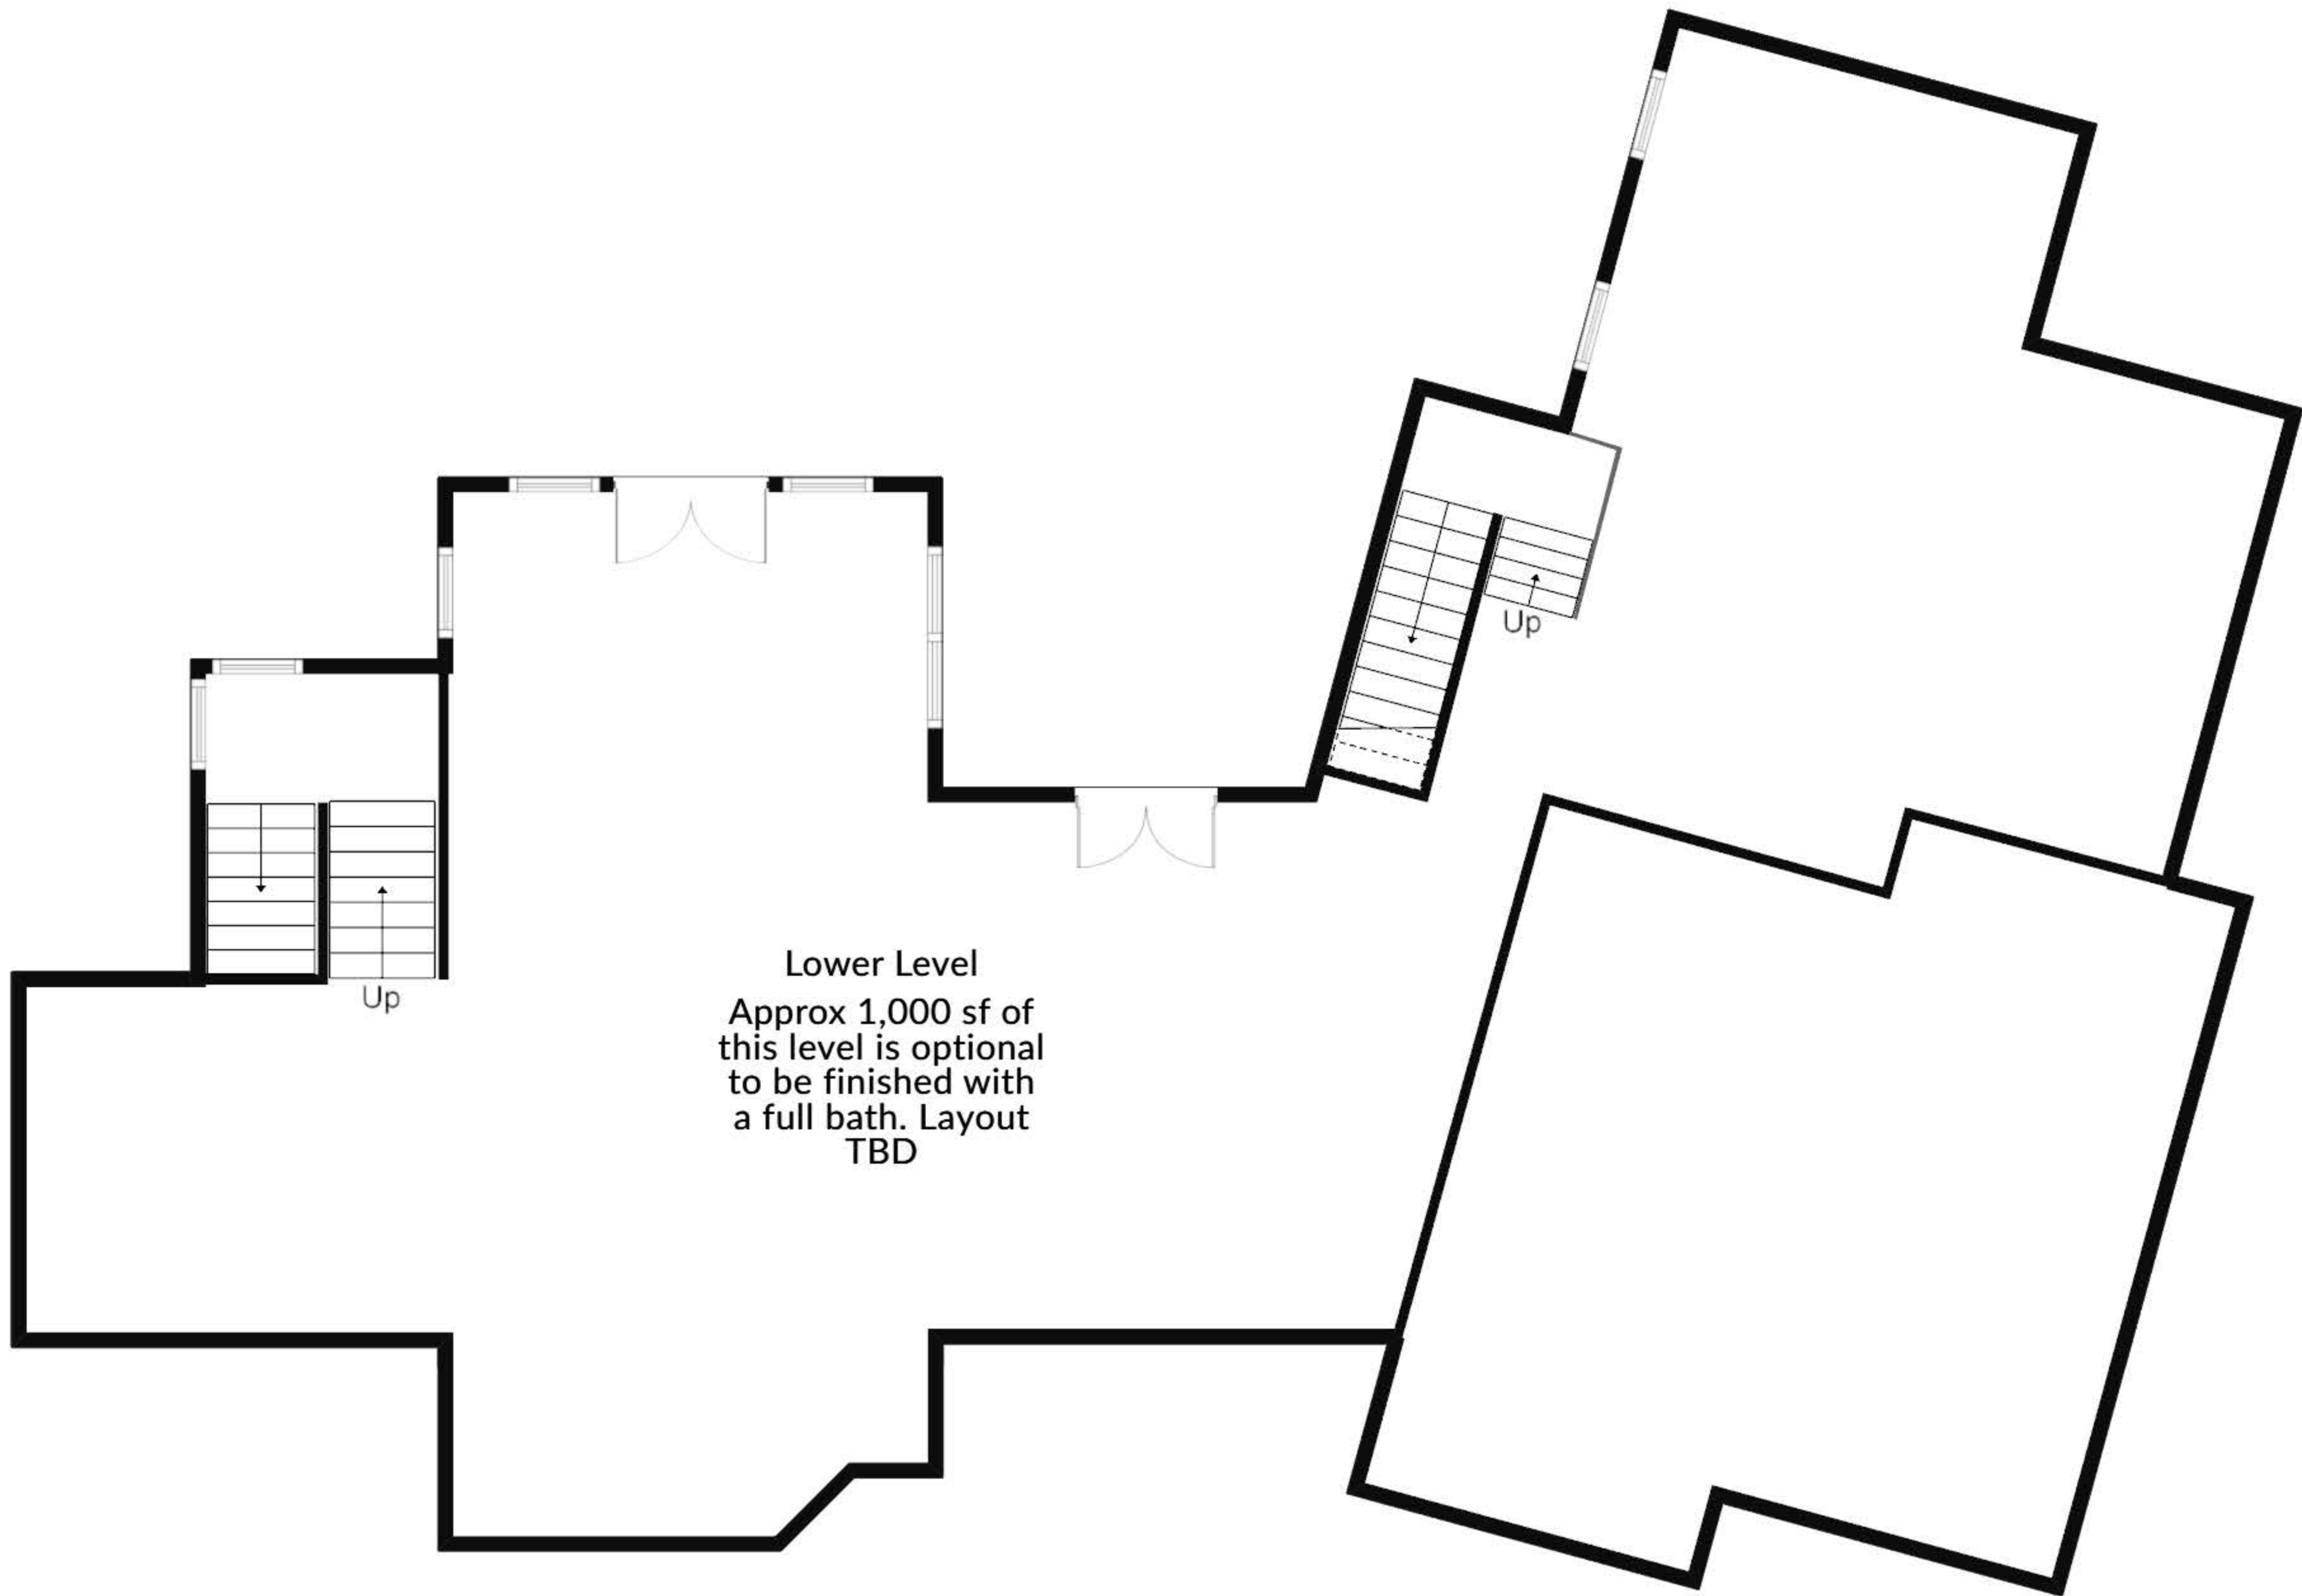 Up
Lower Level
Approx 1,000 sf of
this level is optional
to be finished with
a full bath. Layout
TBD
Up